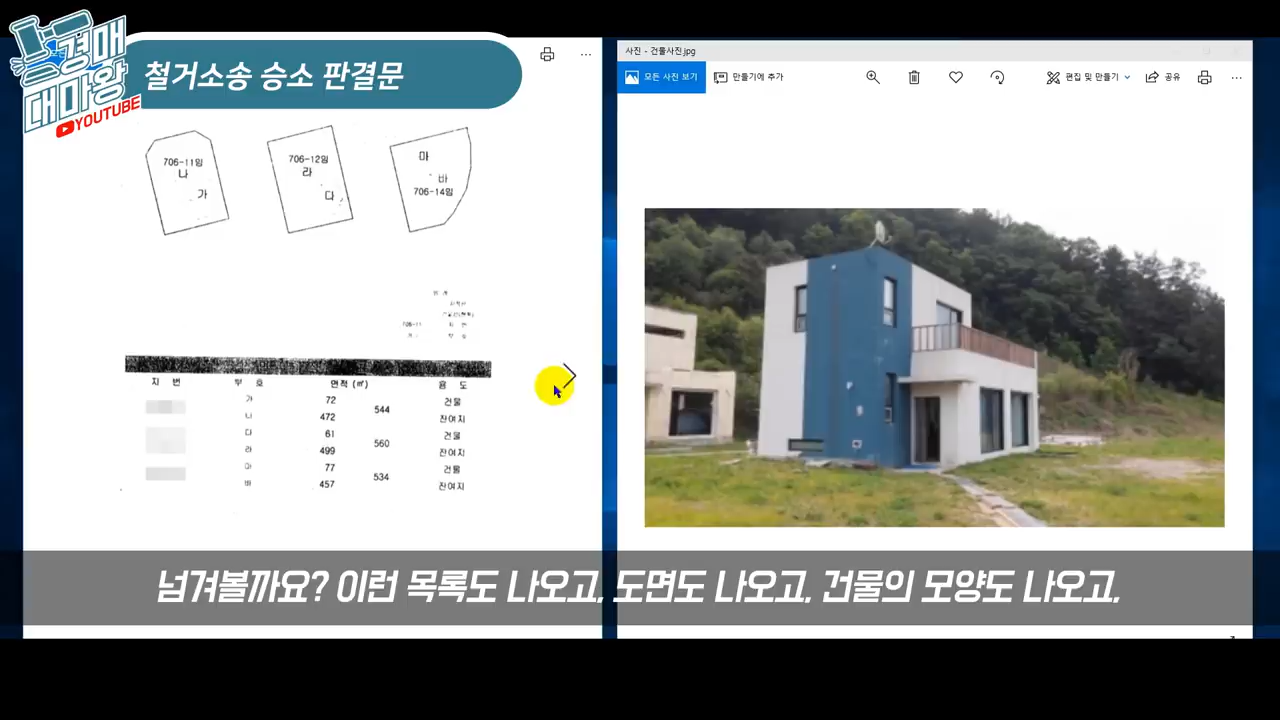 경매
대마왕
YOUTUBE
철거소송 승소 판결문
706-11임
나
가
706-12임
라
다
마
바
706-14임
706-11
지 번 부 호 면적 (㎡) 용 도
가 72 건물
544
나 472 잔여지
다 61 건물
560
라 499 잔여지
마 77 건물
534
바 457 잔여지
사진 - 건물사진.jpg
모든 사진 보기 만들기에 추가 편집 및 만들기 공유
넘겨볼까요? 이런 목록도 나오고, 도면도 나오고, 건물의 모양도 나오고,